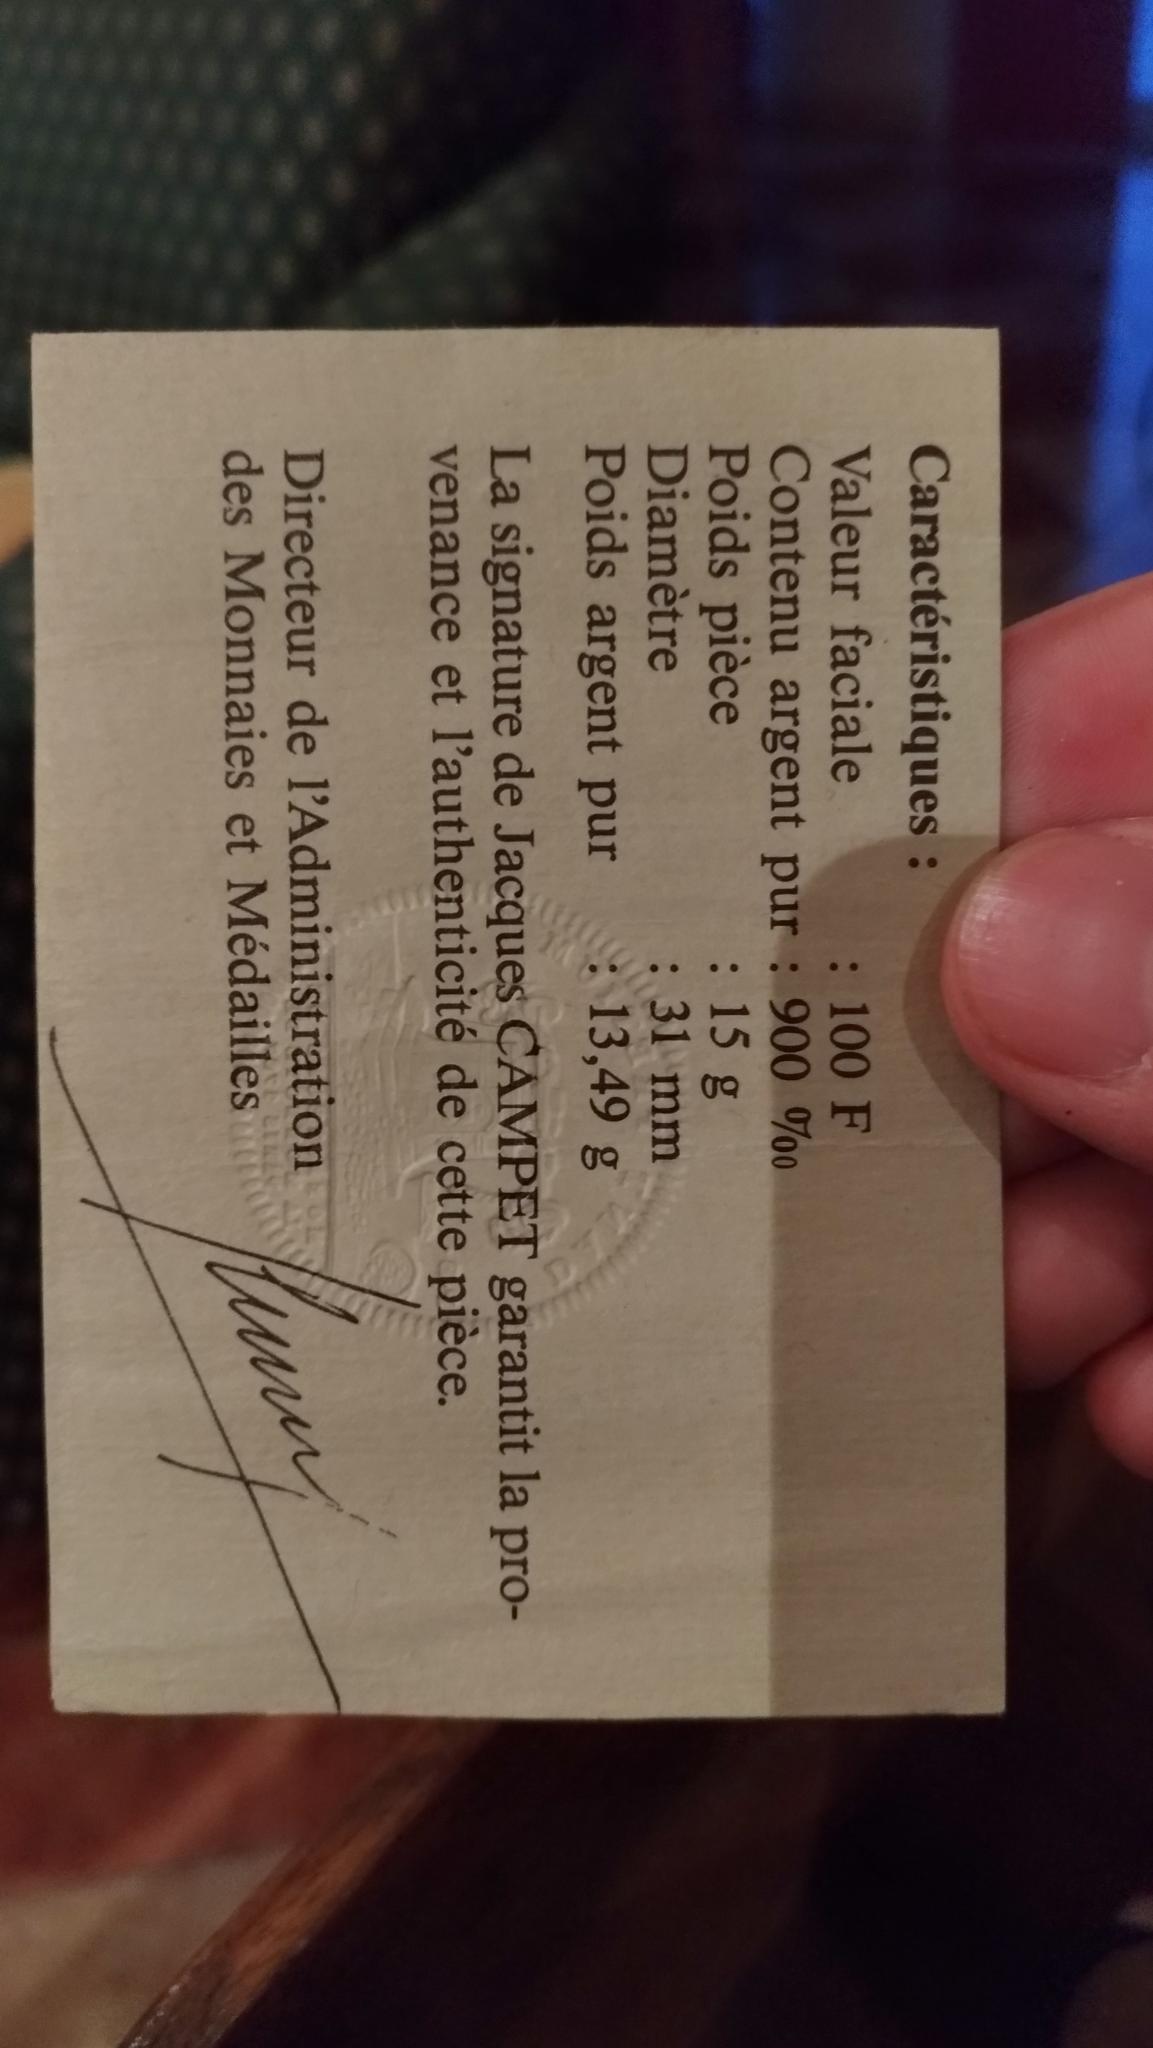 Caractéristiques :
Valeur faciale : 100 F
Contenu argent pur : 900 ‰
Poids pièce : 15 g
Diamètre : 31 mm
Poids argent pur : 13,49 g
La signature de Jacques CAMPET garantit la pro-
venance et l'authenticité de cette pièce.
Directeur de l'Administration
des Monnaies et Médailles